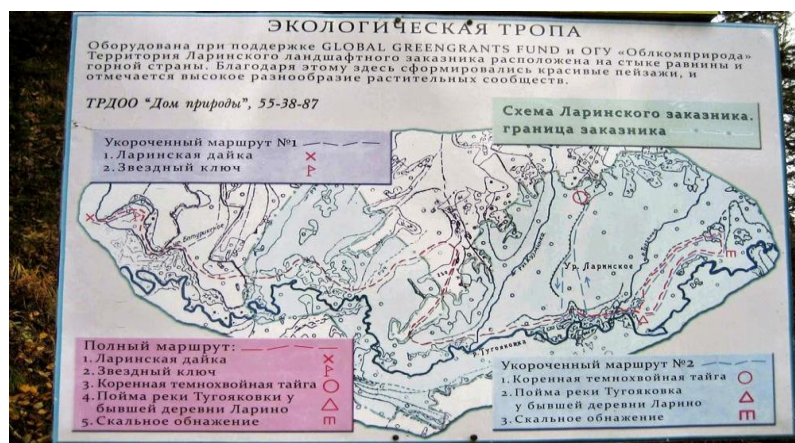 ЭКОЛОГИЧЕСКАЯ ТРОПА
Оборудована при поддержке GLOBAL GREENGRANTS FUND и ОГУ «Облкомприрода»
Территория Ларинского ландшафтного заказника расположена на стыке равнины и
горной страны. Благодаря этому здесь сформировались красивые пейзажи, и
отмечается высокое разнообразие растительных сообществ.
ТРДОО “Дом природы”, 55-38-87
Схема Ларинского заказника.
граница заказника
Укороченный маршрут №1
1. Ларинская дайка
2. Звездный ключ
Ур. Ларинское
р. Тугояковка
Полный маршрут:
1. Ларинская дайка
2. Звездный ключ
3. Коренная темнохвойная тайга
4. Пойма реки Тугояковки у
бывшей деревни Ларино
5. Скальное обнажение
Укороченный маршрут №2
1. Коренная темнохвойная тайга
2. Пойма реки Тугояковка
у бывшей деревни Ларино
3. Скальное обнажение